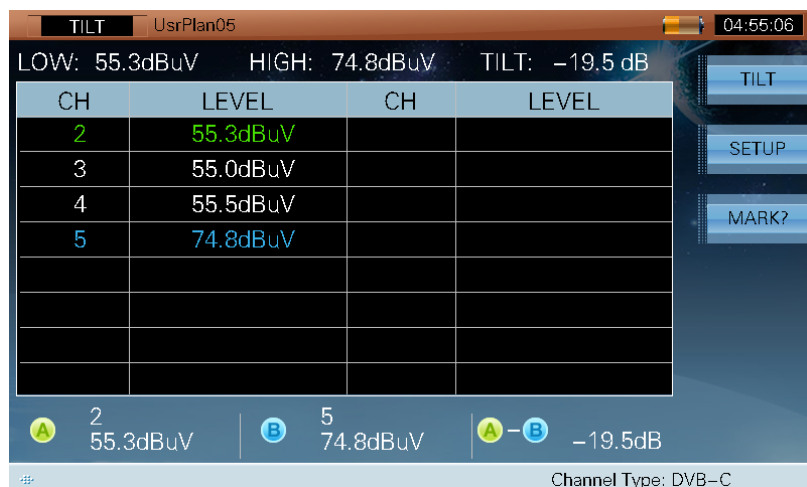 TILT UsrPlan05 04:55:06
LOW: 55.3dBuV HIGH: 74.8dBuV TILT: −19.5 dB
TILT
CH LEVEL CH LEVEL
2 55.3dBuV
SETUP
3 55.0dBuV
4 55.5dBuV
MARK?
5 74.8dBuV
A 2 55.3dBuV B 5 74.8dBuV A − B −19.5dB
Channel Type: DVB−C